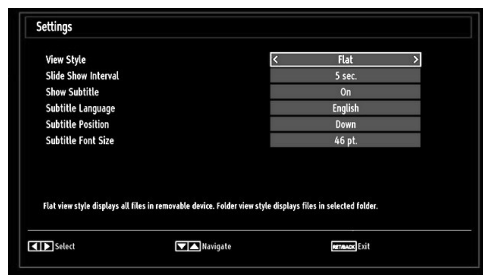 Settings
View Style < Flat >
Slide Show Interval 5 sec.
Show Subtitle On
Subtitle Language English
Subtitle Position Down
Subtitle Font Size 46 pt.
Flat view style displays all files in removable device. Folder view style displays files in selected folder.
Select Navigate RET/BACK Exit